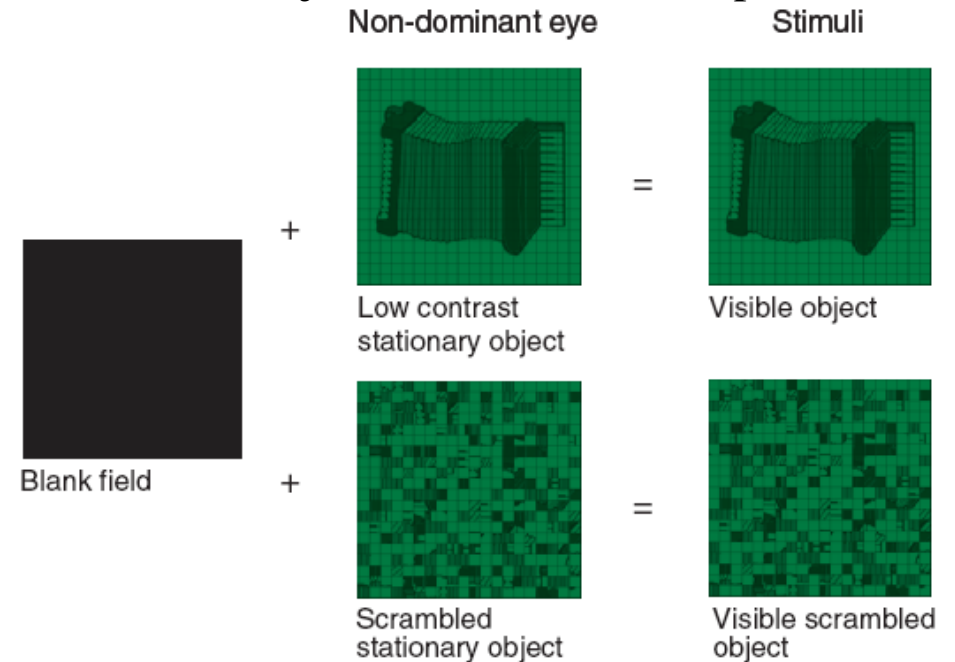 Non-dominant eye
Stimuli
+
=
Low contrast
stationary object
Visible object
Blank field
+
=
Scrambled
stationary object
Visible scrambled
object